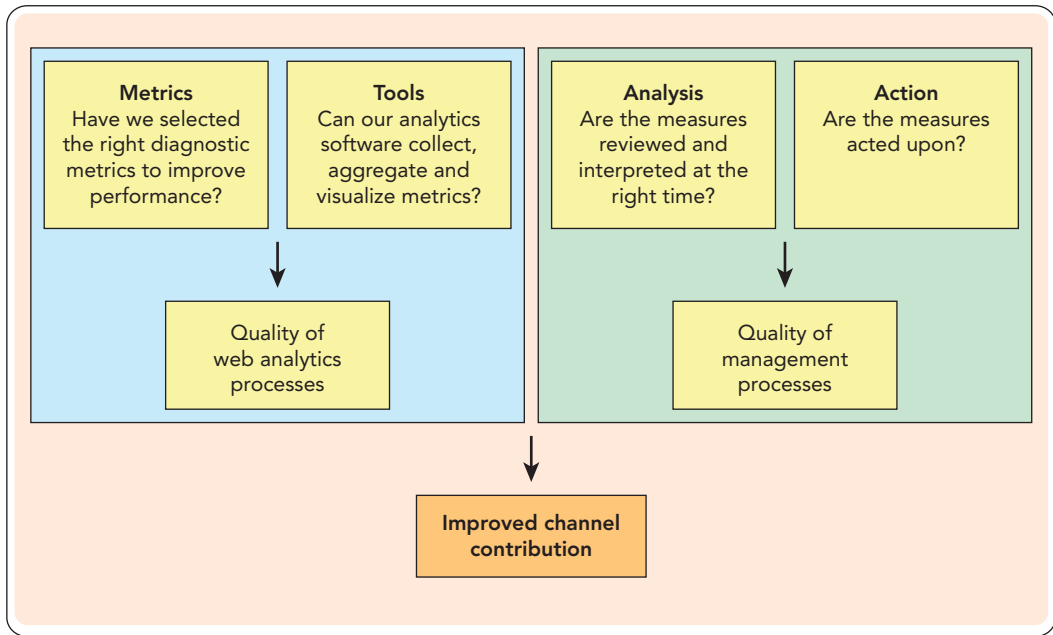 Metrics
Have we selected
the right diagnostic
metrics to improve
performance?
Tools
Can our analytics
software collect,
aggregate and
visualize metrics?
Analysis
Are the measures
reviewed and
interpreted at the
right time?
Action
Are the measures
acted upon?
Quality of
web analytics
processes
Quality of
management
processes
Improved channel
contribution